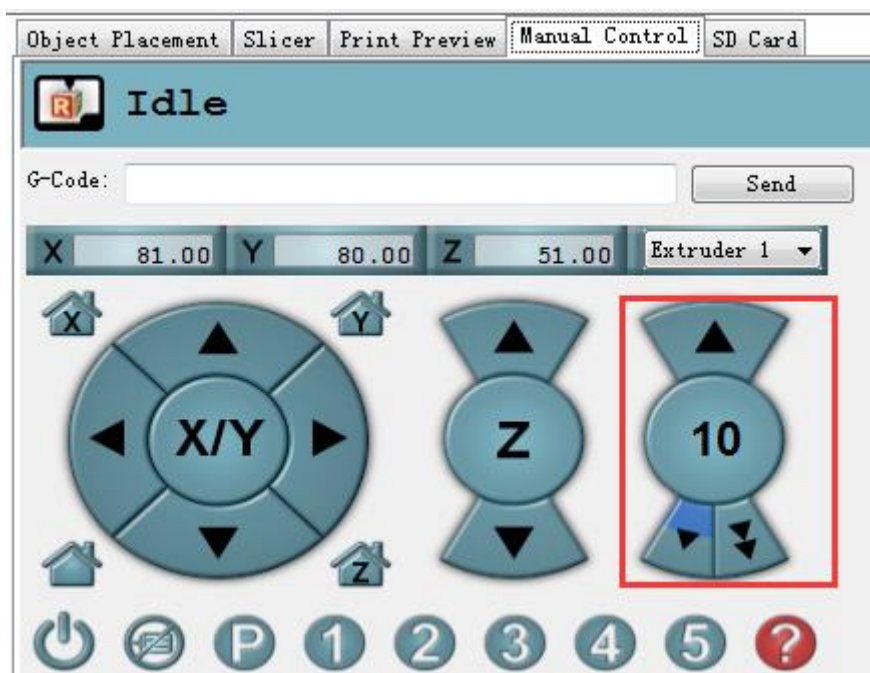 Object Placement Slicer Print Preview Manual Control SD Card
R Idle
G-Code: Send
X 81.00 Y 80.00 Z 51.00 Extruder 1
X Y
X/Y Z 10
Z
P 1 2 3 4 5 ?